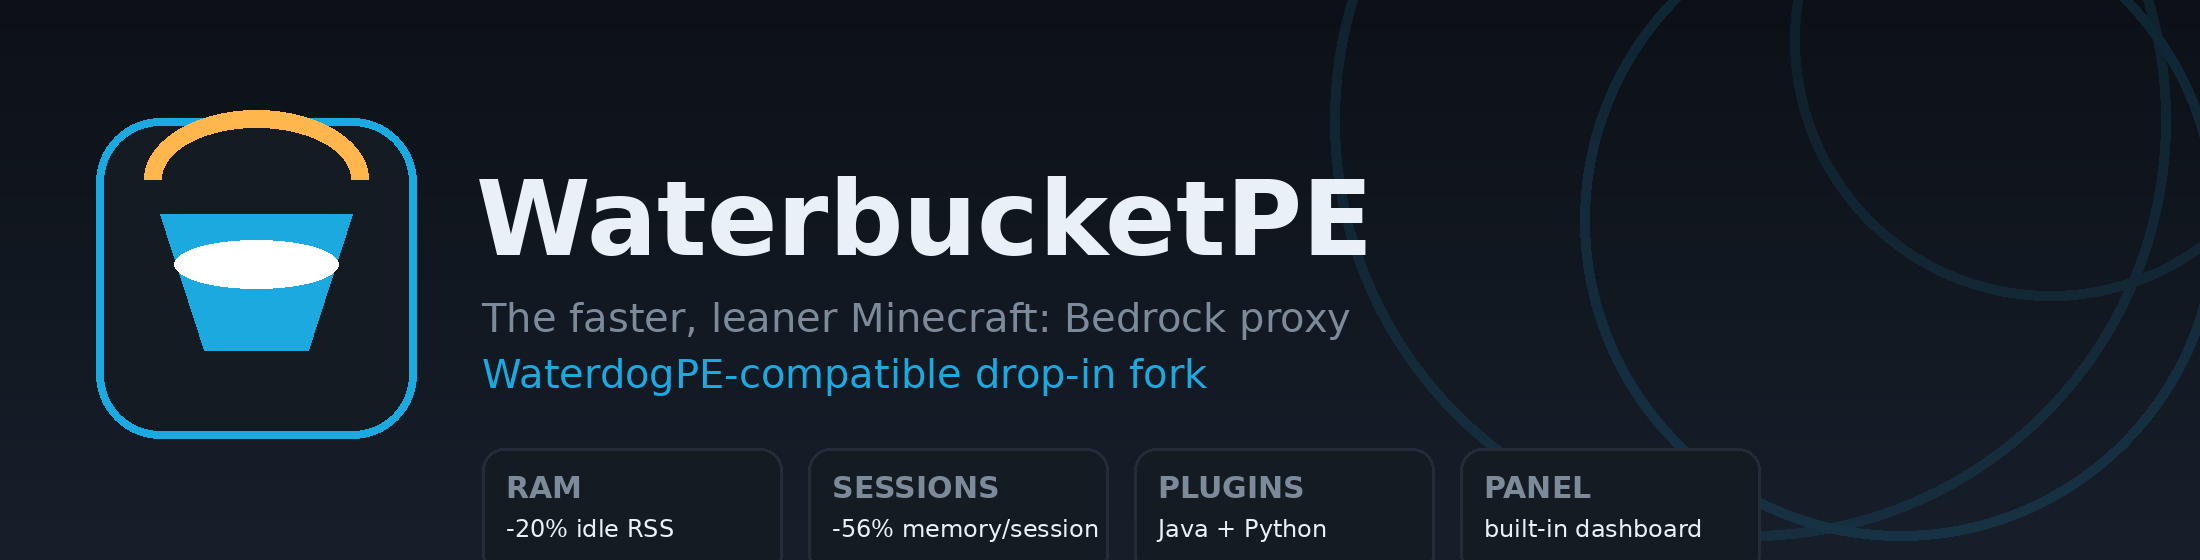 WaterbucketPE
The faster, leaner Minecraft: Bedrock proxy
WaterdogPE-compatible drop-in fork
RAM
-20% idle RSS
SESSIONS
-56% memory/session
PLUGINS
Java + Python
PANEL
built-in dashboard